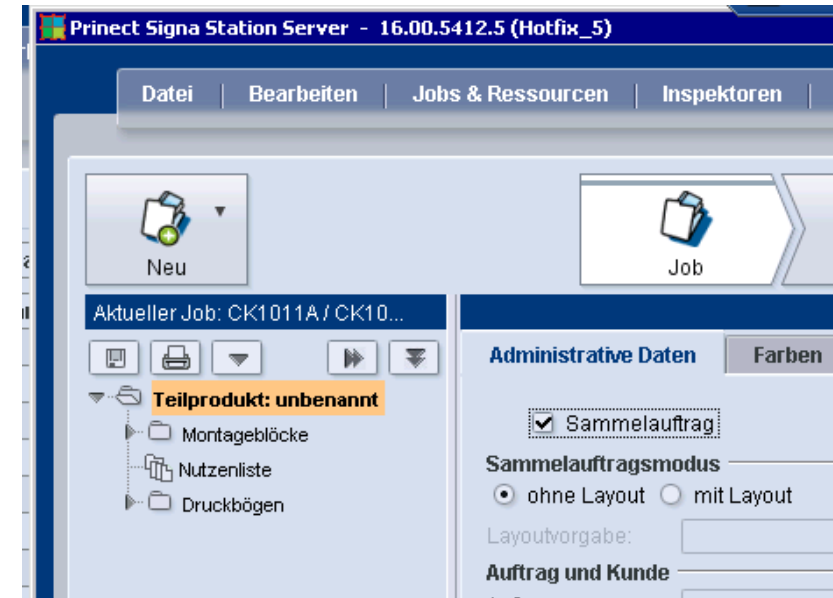 Prinect Signa Station Server - 16.00.5412.5 (Hotfix_5)
Datei | Bearbeiten | Jobs & Ressourcen | Inspektoren |
Neu
Job
Aktueller Job: CK1011A / CK10...
Administrative Daten
Farben
Teilprodukt: unbenannt
Montageblöcke
Nutzenliste
Druckbögen
Sammelauftrag
Sammelauftragsmodus
ohne Layout
mit Layout
Layoutvorgabe:
Auftrag und Kunde